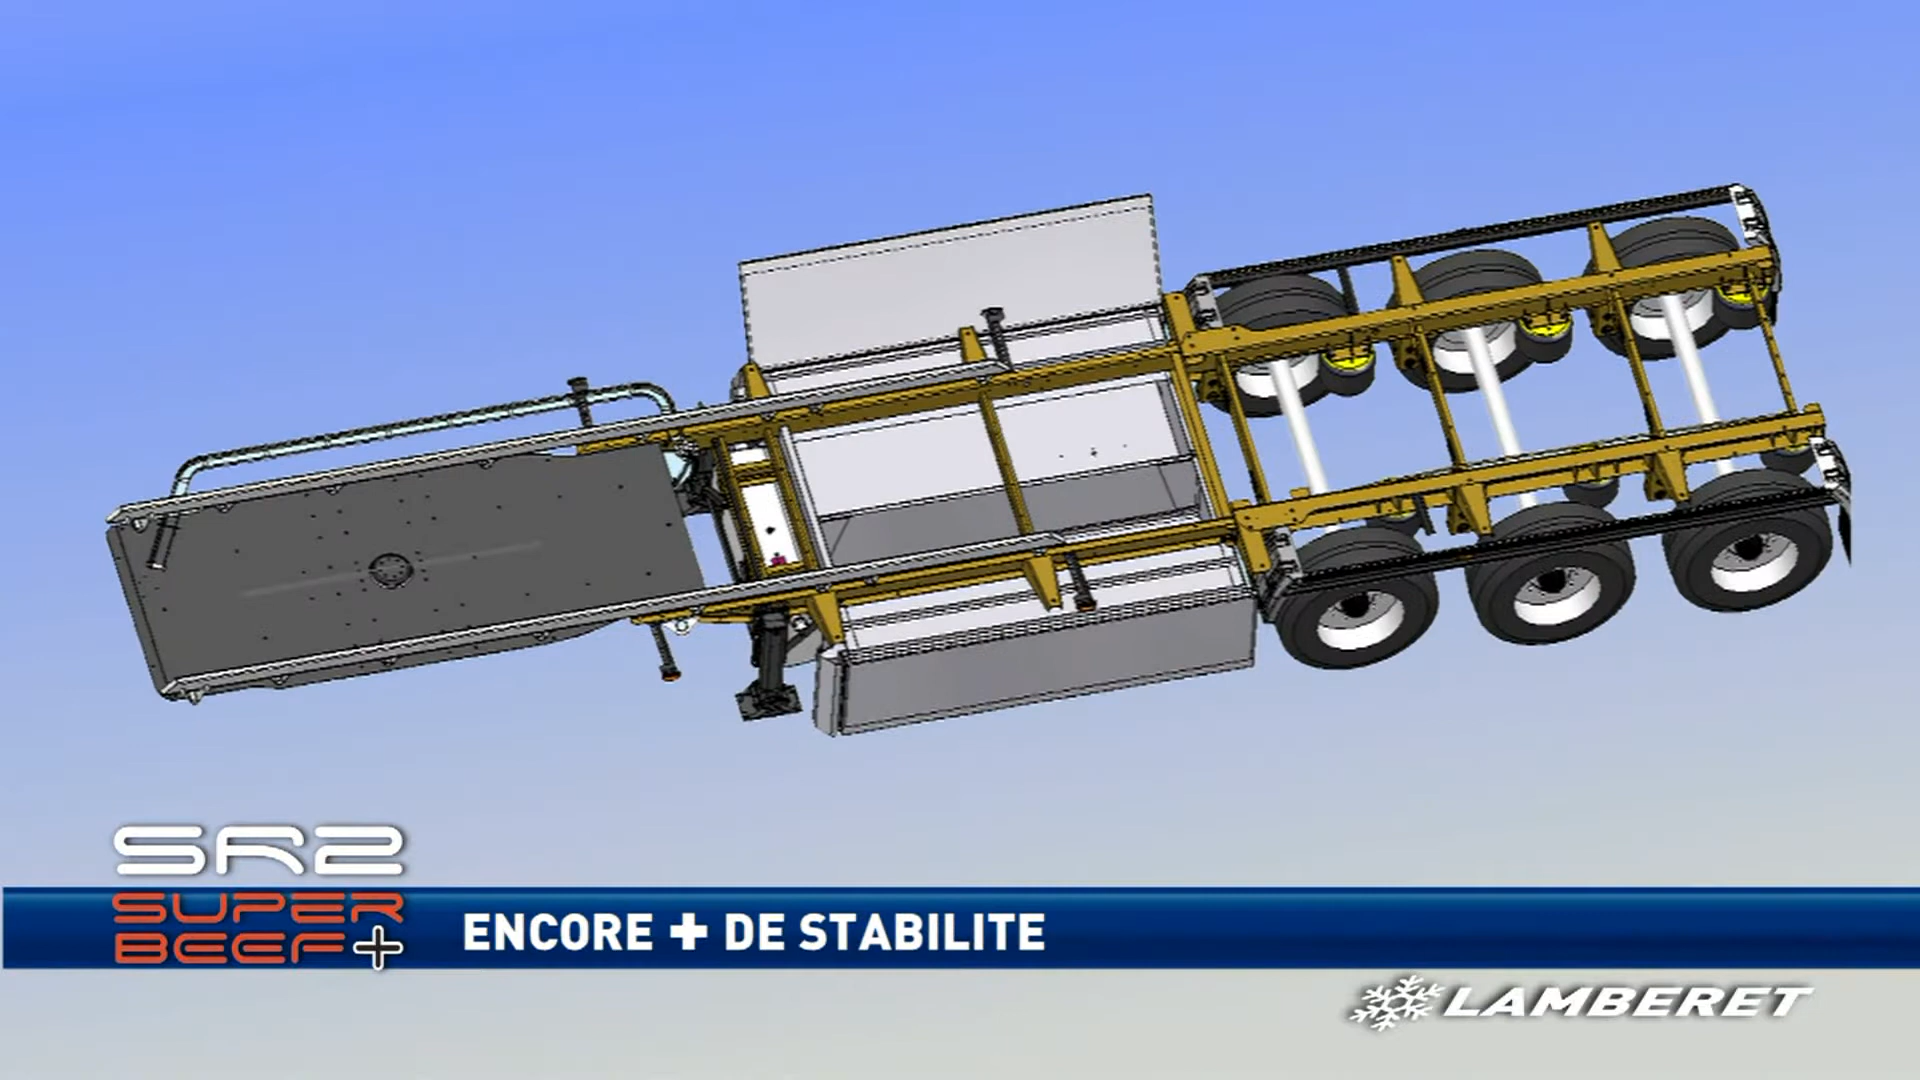 SR2
SUPER
BEEF+
ENCORE + DE STABILITE
LAMBERET